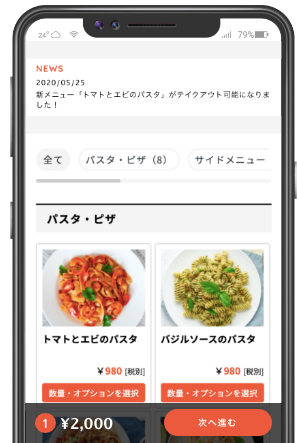 24°
79%
NEWS
2020/05/25
新メニュー「トマトとエビのパスタ」がテイクアウト可能になりま
した！
全て パスタ・ピザ（8） サイドメニュー
パスタ・ピザ
トマトとエビのパスタ バジルソースのパスタ
￥980 [税別] ￥980 [税別]
数量・オプションを選択 数量・オプションを選択
1 ¥2,000 次へ進む